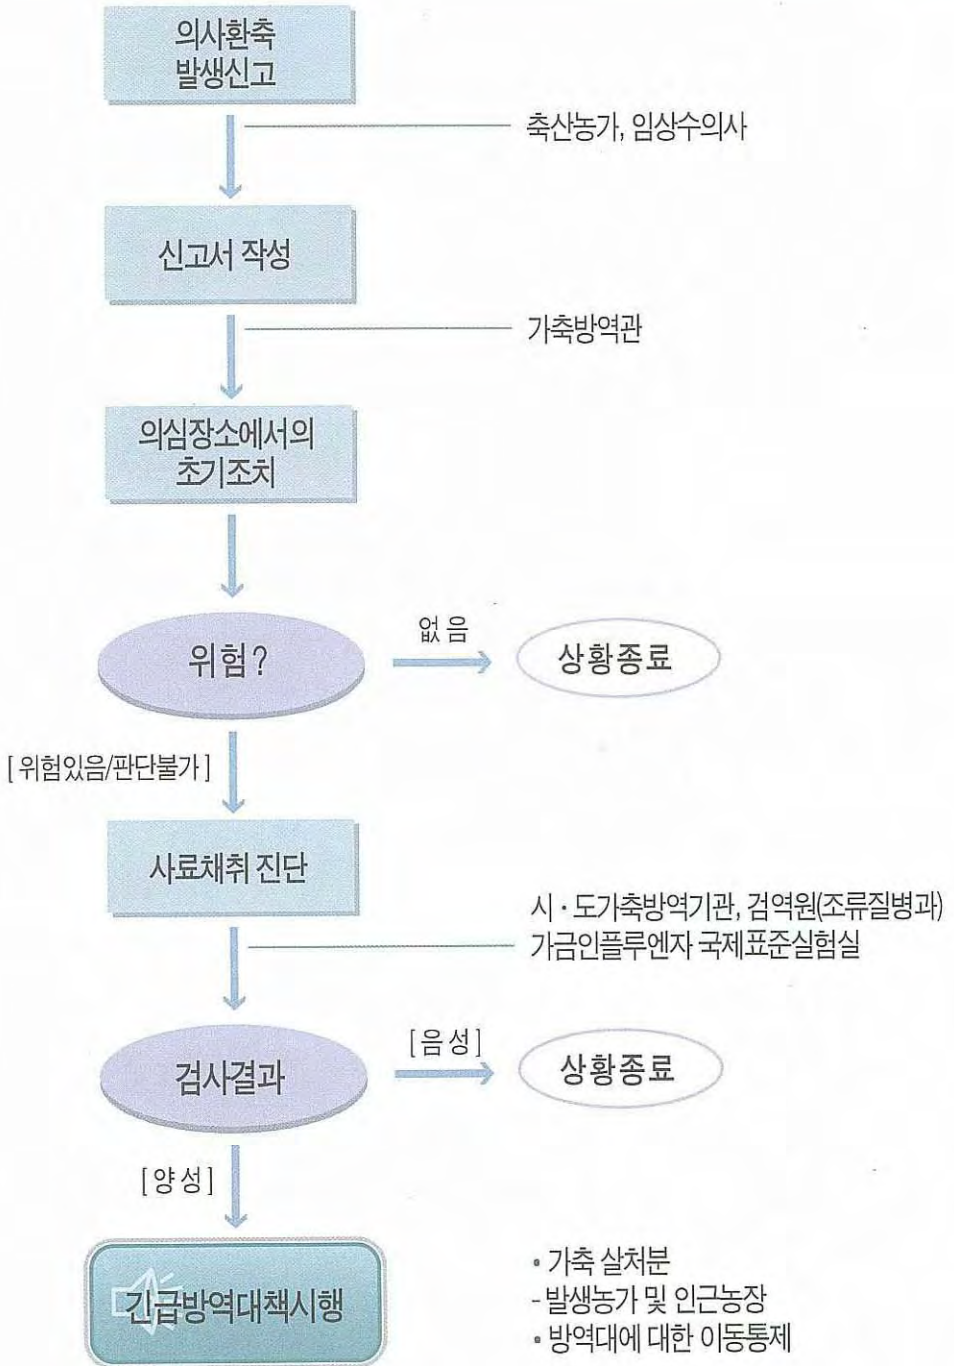 의사환축
발생신고
축산농가, 임상수의사
신고서 작성
가축방역관
의심장소에서의
초기조치
위험?
없 음
상황종료
[ 위험있음/판단불가 ]
사료채취 진단
시 · 도가축방역기관, 검역원(조류질병과)
가금인플루엔자 국제표준실험실
검사결과
[ 음 성 ]
상황종료
[ 양 성 ]
긴급방역대책시행
• 가축 살처분
- 발생농가 및 인근농장
• 방역대에 대한 이동통제